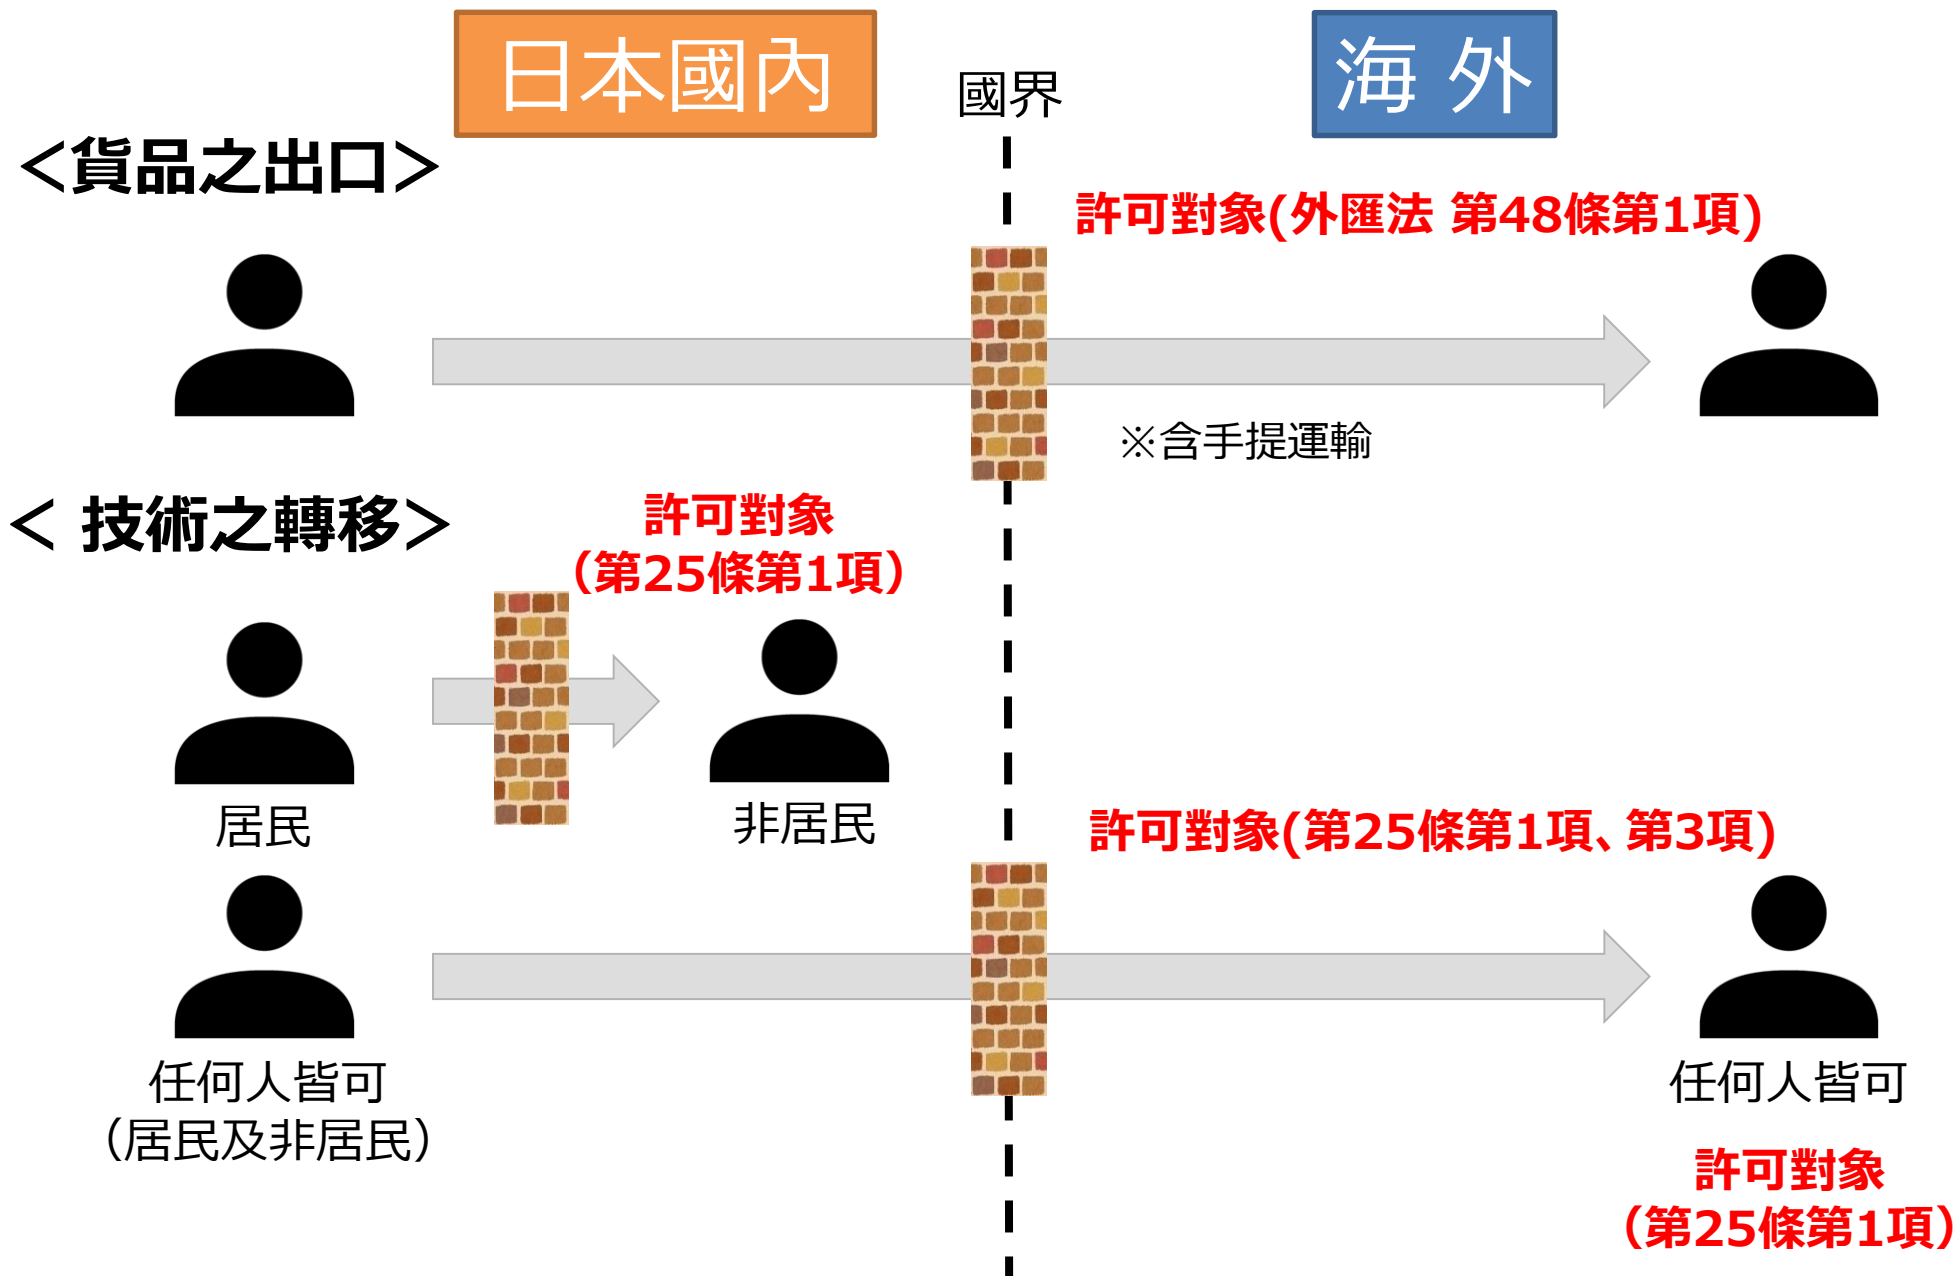 日本國內
國界
海 外
＜貨品之出口＞
許可對象(外匯法 第48條第1項)
※含手提運輸
＜ 技術之轉移＞
許可對象
（第25條第1項）
居民
非居民
許可對象(第25條第1項、第3項)
任何人皆可
（居民及非居民）
任何人皆可
許可對象
（第25條第1項）